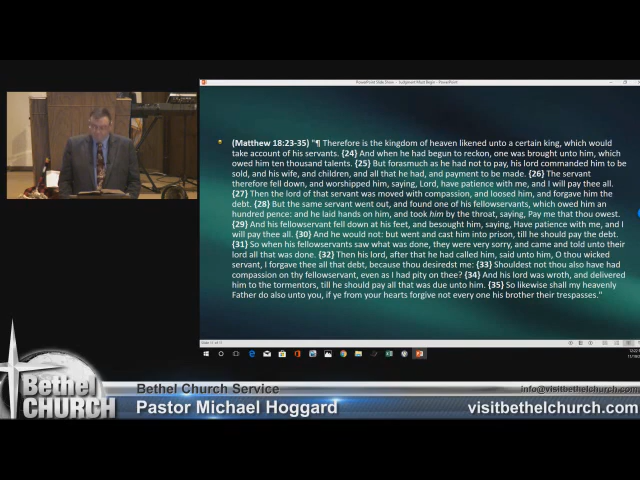 PowerPoint Slide Show - Judgment Must Begin - PowerPoint
(Matthew 18:23-35) "¶ Therefore is the kingdom of heaven likened unto a certain king, which would
take account of his servants. {24} And when he had begun to reckon, one was brought unto him, which
owed him ten thousand talents. {25} But forasmuch as he had not to pay, his lord commanded him to be
sold, and his wife, and children, and all that he had, and payment to be made. {26} The servant
therefore fell down, and worshipped him, saying, Lord, have patience with me, and I will pay thee all.
{27} Then the lord of that servant was moved with compassion, and loosed him, and forgave him the
debt. {28} But the same servant went out, and found one of his fellowservants, which owed him an
hundred pence: and he laid hands on him, and took him by the throat, saying, Pay me that thou owest.
{29} And his fellowservant fell down at his feet, and besought him, saying, Have patience with me, and I
will pay thee all. {30} And he would not: but went and cast him into prison, till he should pay the debt.
{31} So when his fellowservants saw what was done, they were very sorry, and came and told unto their
lord all that was done. {32} Then his lord, after that he had called him, said unto him, O thou wicked
servant, I forgave thee all that debt, because thou desiredst me: {33} Shouldest not thou also have had
compassion on thy fellowservant, even as I had pity on thee? {34} And his lord was wroth, and delivered
him to the tormentors, till he should pay all that was due unto him. {35} So likewise shall my heavenly
Father do also unto you, if ye from your hearts forgive not every one his brother their trespasses."
Bethel
CHURCH
Bethel Church Service
info@visitbethelchurch.com
Pastor Michael Hoggard
visitbethelchurch.com